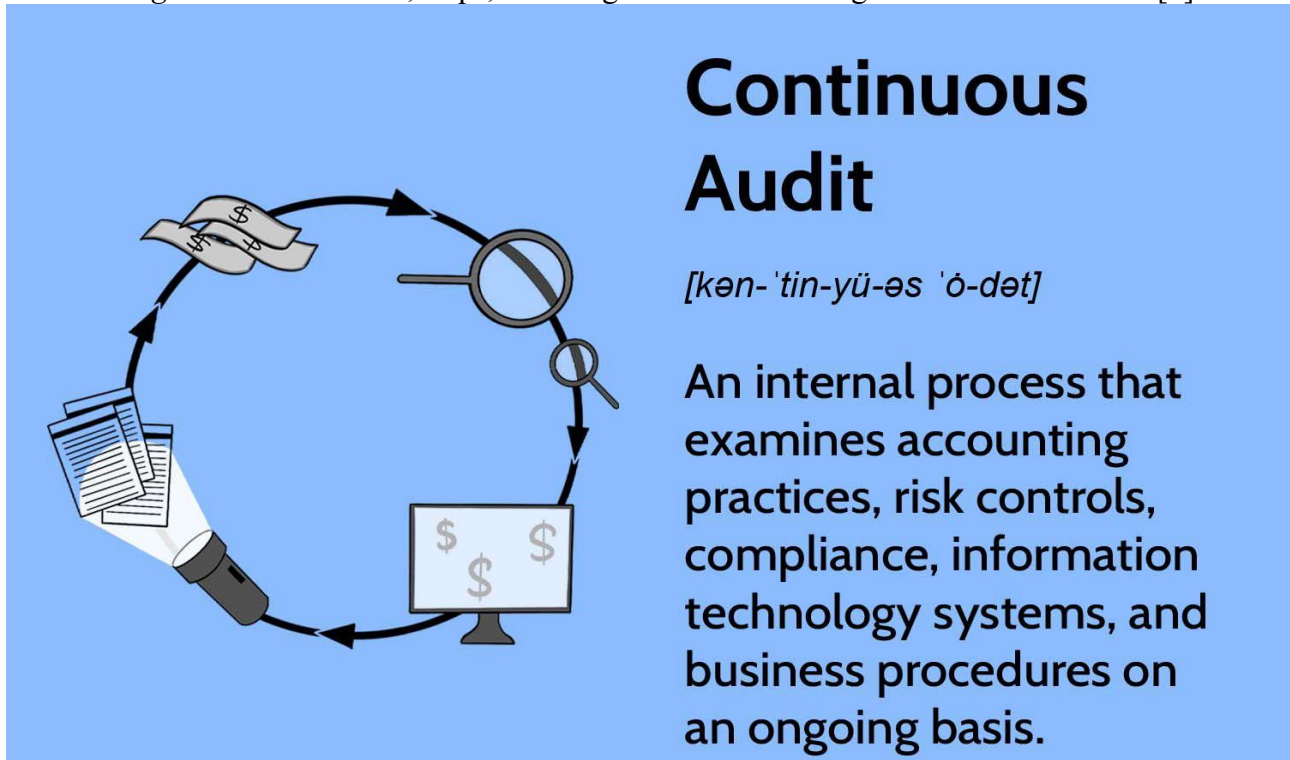 Continuous
Audit
[kən-ˈtin-yü-əs ˈȯ-dət]
An internal process that
examines accounting
practices, risk controls,
compliance, information
technology systems, and
business procedures on
an ongoing basis.
$ $ $
$ $ $